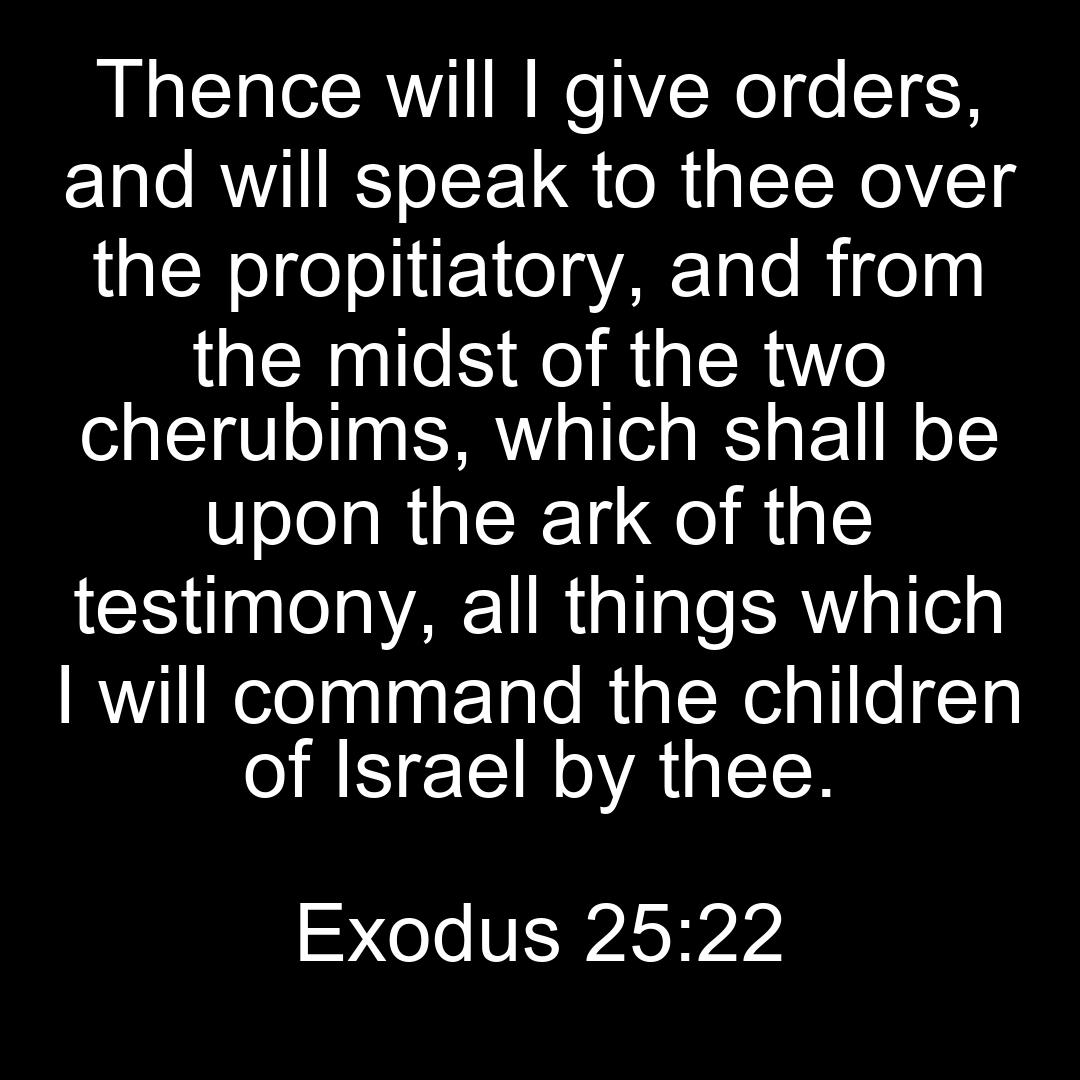 Thence will I give orders,
and will speak to thee over
the propitiatory, and from
the midst of the two
cherubims, which shall be
upon the ark of the
testimony, all things which
I will command the children
of Israel by thee.
Exodus 25:22